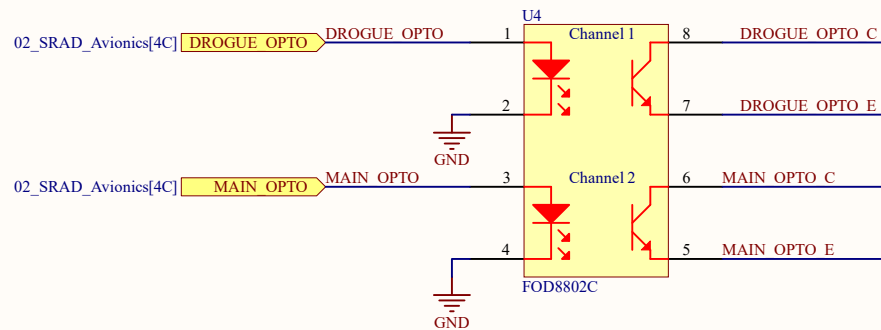 U4
02_SRAD_Avionics[4C] DROGUE_OPTO DROGUE_OPTO 1 Channel 1 8 DROGUE_OPTO_C
2 7 DROGUE_OPTO_E
GND
02_SRAD_Avionics[4C] MAIN_OPTO MAIN_OPTO 3 Channel 2 6 MAIN_OPTO_C
4 5 MAIN_OPTO_E
FOD8802C
GND